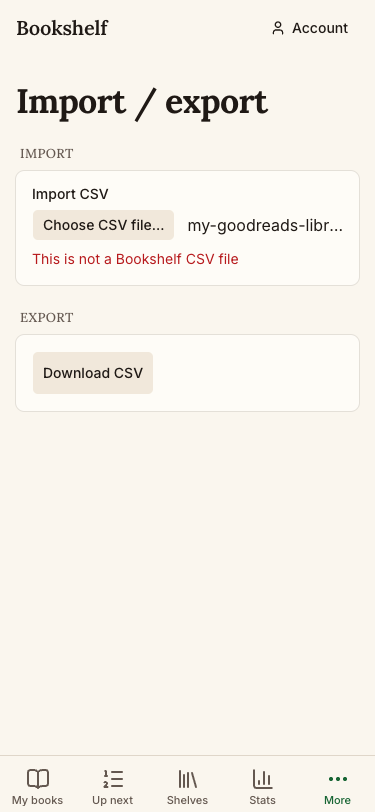 Bookshelf
Account
Import / export
IMPORT
Import CSV
Choose CSV file...
my-goodreads-libr...
This is not a Bookshelf CSV file
EXPORT
Download CSV
My books
Up next
Shelves
Stats
More